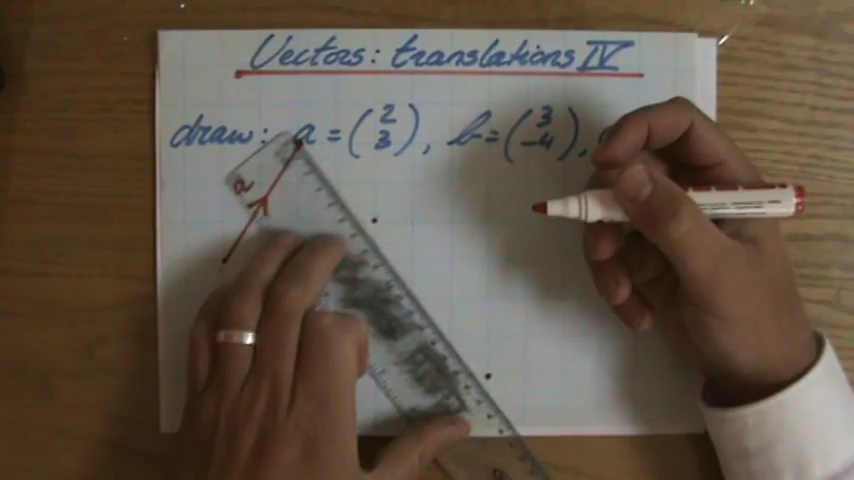 Vectors: translations IV
draw: a = (2 3), b = (3 -4),
a